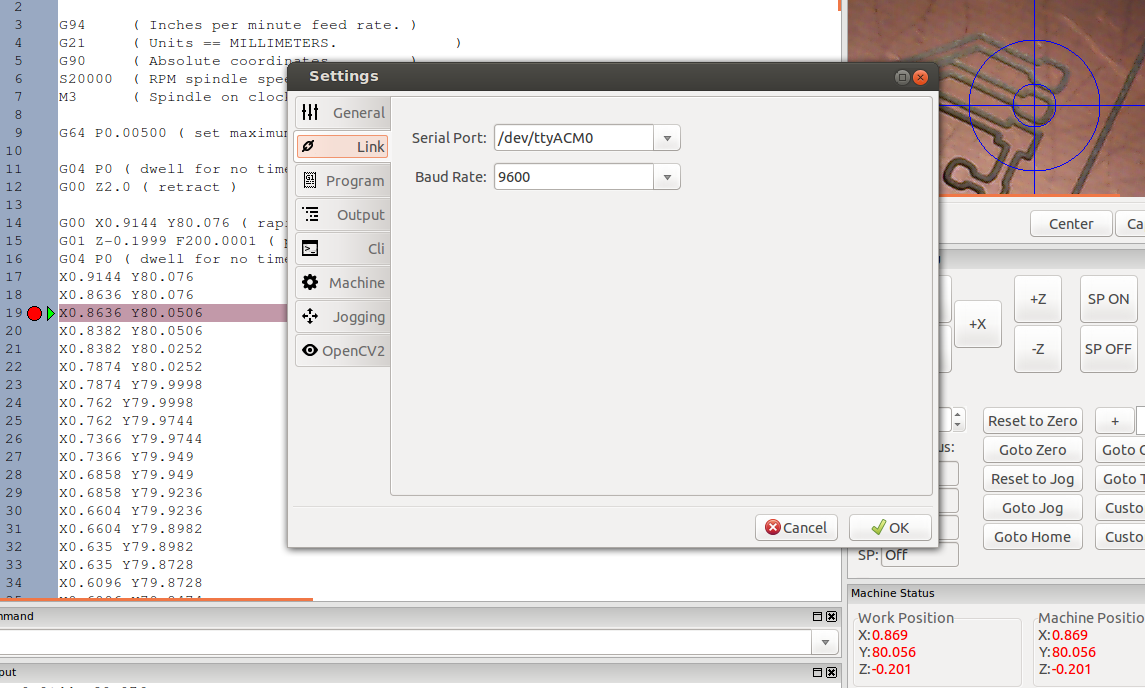 2
3 G94 ( Inches per minute feed rate. )
4 G21 ( Units == MILLIMETERS. )
5 G90 ( Absolute coordinates. )
6 S20000 ( RPM spindle spee
7 M3 ( Spindle on clock
8
9 G64 P0.00500 ( set maximum
10
11 G04 P0 ( dwell for no time
12 G00 Z2.0 ( retract )
13
14 G00 X0.9144 Y80.076 ( rapi
15 G01 Z-0.1999 F200.0001 ( p
16 G04 P0 ( dwell for no time
17 X0.9144 Y80.076
18 X0.8636 Y80.076
19 X0.8636 Y80.0506
20 X0.8382 Y80.0506
21 X0.8382 Y80.0252
22 X0.7874 Y80.0252
23 X0.7874 Y79.9998
24 X0.762 Y79.9998
25 X0.762 Y79.9744
26 X0.7366 Y79.9744
27 X0.7366 Y79.949
28 X0.6858 Y79.949
29 X0.6858 Y79.9236
30 X0.6604 Y79.9236
31 X0.6604 Y79.8982
32 X0.635 Y79.8982
33 X0.635 Y79.8728
34 X0.6096 Y79.8728
mmand
put
Settings
General
Link
Program
Output
Cli
Machine
Jogging
OpenCV2
Serial Port: /dev/ttyACM0
Baud Rate: 9600
Cancel
OK
Center
Ca
+X
+Z
-Z
SP ON
SP OFF
Reset to Zero
+
us:
Goto Zero
Goto
Reset to Jog
Goto T
Goto Jog
Custo
Goto Home
Custo
SP: Off
Machine Status
Work Position
X:0.869
Y:80.056
Z:-0.201
Machine Positio
X:0.869
Y:80.056
Z:-0.201